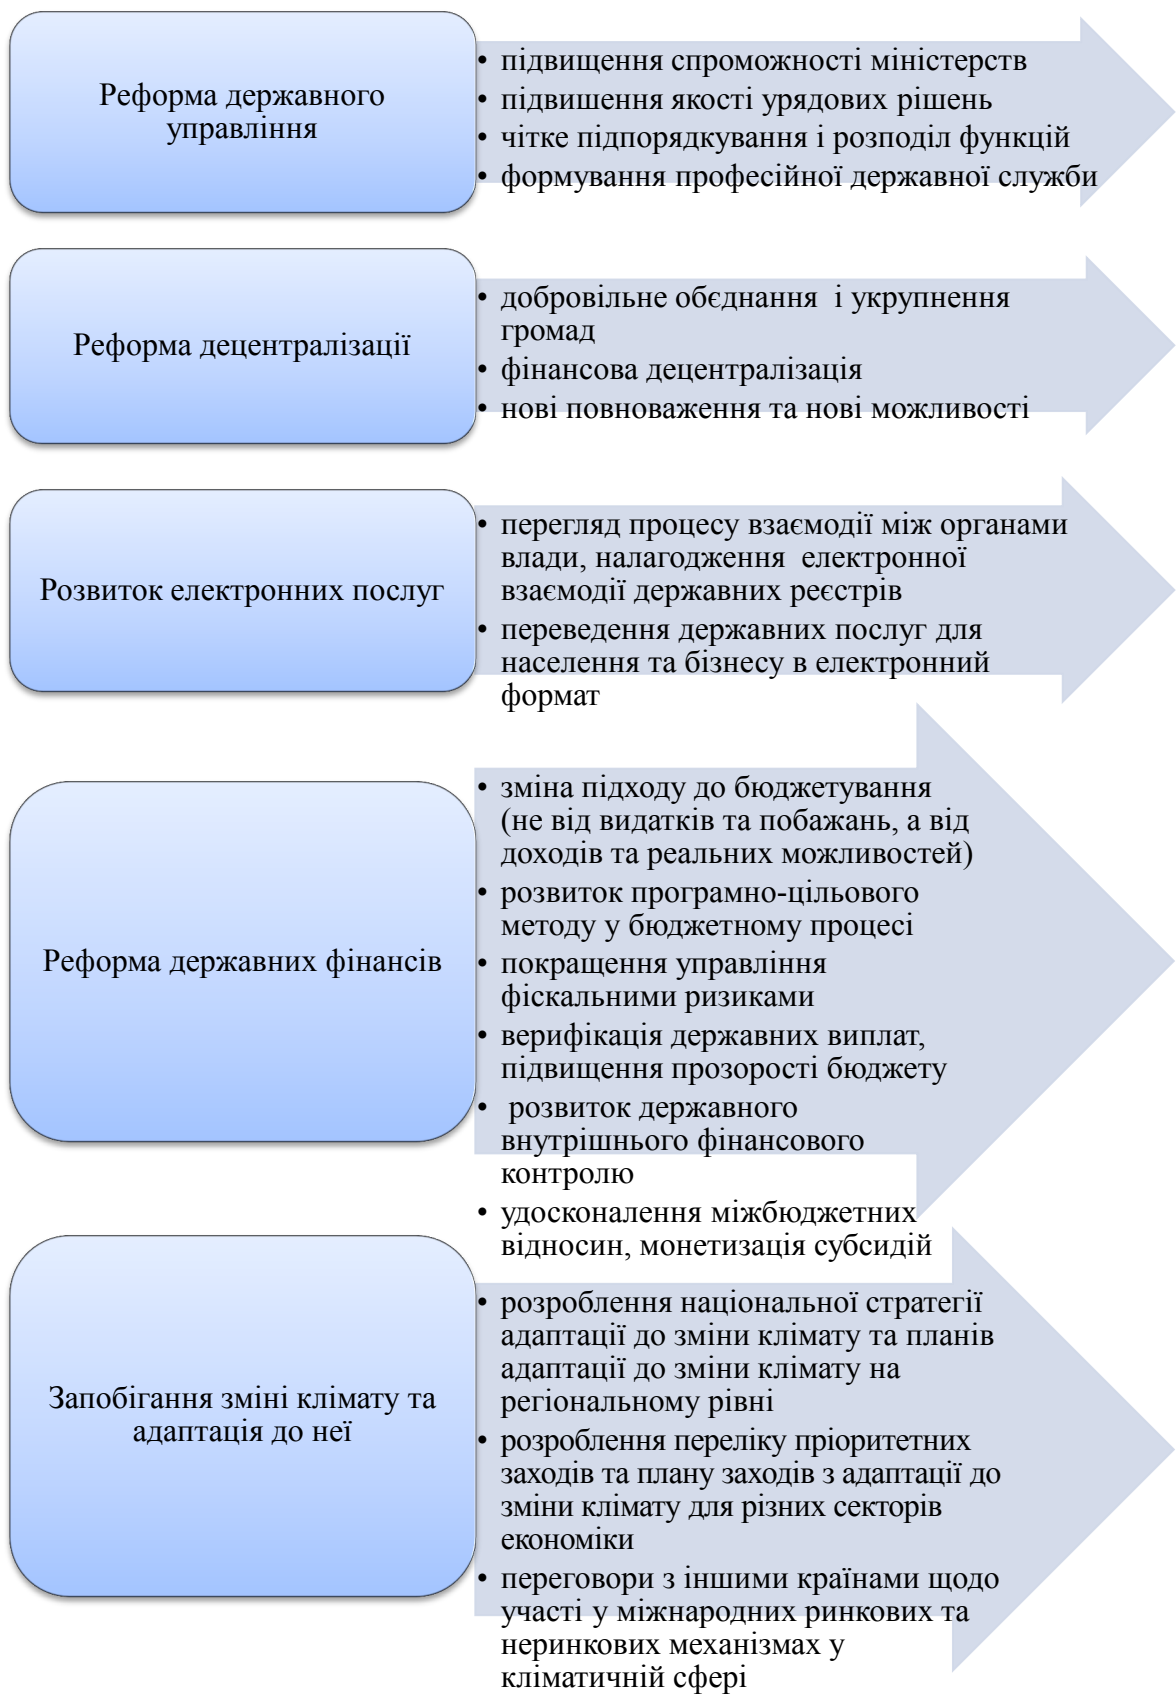 Реформа державного
управління
• підвищення спроможності міністерств
• підвишення якості урядових рішень
• чітке підпорядкування і розподіл функцій
• формування професійної державної служби
Реформа децентралізації
• добровільне обєднання і укрупнення
громад
• фінансова децентралізація
• нові повноваження та нові можливості
Розвиток електронних послуг
• перегляд процесу взаємодії між органами
влади, налагодження електронної
взаємодії державних реєстрів
• переведення державних послуг для
населення та бізнесу в електронний
формат
Реформа державних фінансів
• зміна підходу до бюджетування
(не від видатків та побажань, а від
доходів та реальних можливостей)
• розвиток програмно-цільового
методу у бюджетному процесі
• покращення управління
фіскальними ризиками
• верифікація державних виплат,
підвищення прозорості бюджету
• розвиток державного
внутрішнього фінансового
контролю
• удосконалення міжбюджетних
відносин, монетизація субсидій
Запобігання зміні клімату та
адаптація до неї
• розроблення національної стратегії
адаптації до зміни клімату та планів
адаптації до зміни клімату на
регіональному рівні
• розроблення переліку пріоритетних
заходів та плану заходів з адаптації до
зміни клімату для різних секторів
економіки
• переговори з іншими країнами щодо
участі у міжнародних ринкових та
неринкових механізмах у
кліматичній сфері